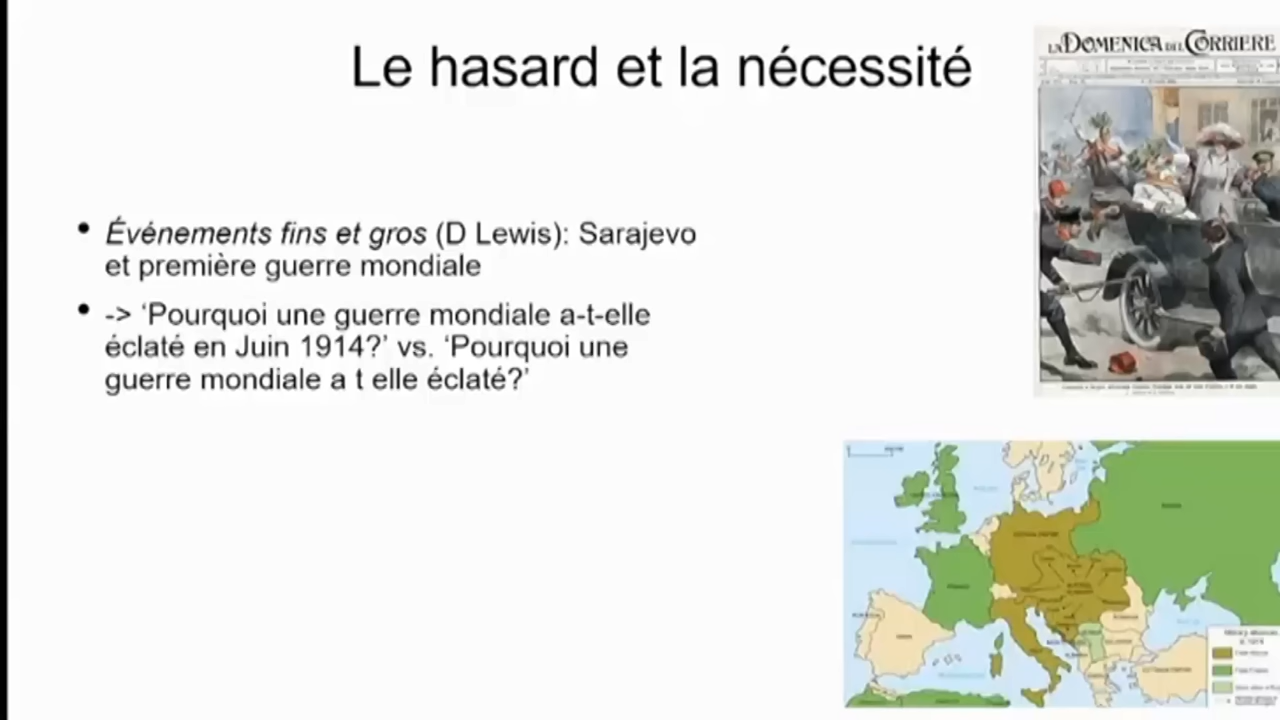 Le hasard et la nécessité
LA DOMENICA DEL CORRIERE
• Événements fins et gros (D Lewis): Sarajevo
et première guerre mondiale
• -> ‘Pourquoi une guerre mondiale a-t-elle
éclaté en Juin 1914?’ vs. ‘Pourquoi une
guerre mondiale a t elle éclaté?’